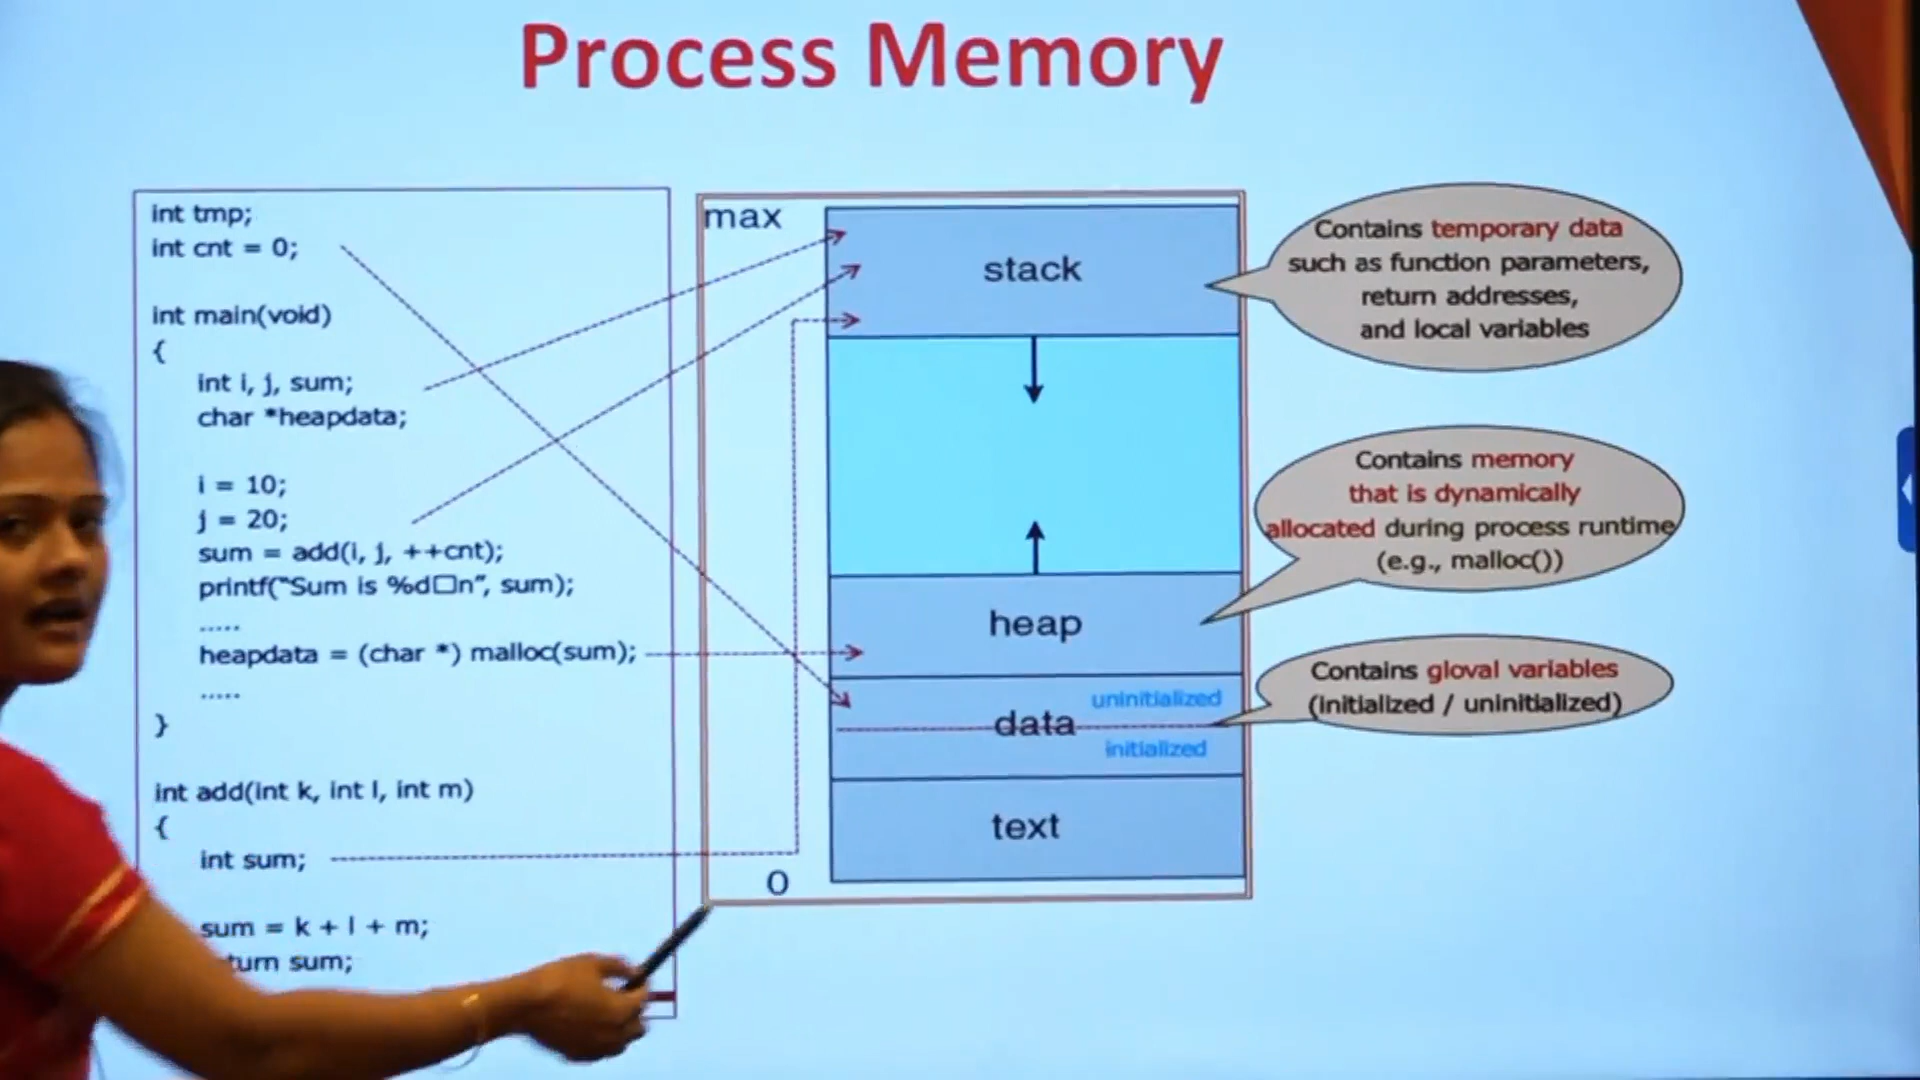 Process Memory
int tmp;
int cnt = 0;
int main(void)
{
int i, j, sum;
char *heapdata;
i = 10;
j = 20;
sum = add(i, j, ++cnt);
printf("Sum is %d□n", sum);
.....
heapdata = (char *) malloc(sum);
.....
}
int add(int k, int l, int m)
{
int sum;
sum = k + l + m;
sum;
max
stack
heap
uninitialized
data
initialized
text
0
Contains temporary data
such as function parameters,
return addresses,
and local variables
Contains memory
that is dynamically
allocated during process runtime
(e.g., malloc())
Contains gloval variables
(initialized / uninitialized)